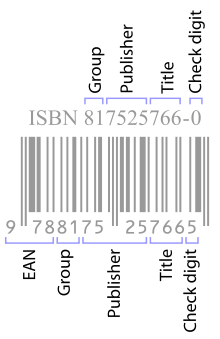 Group
Publisher
Title
Check digit
ISBN 817525766-0
9 788175 257665
EAN
Group
Publisher
Title
Check digit